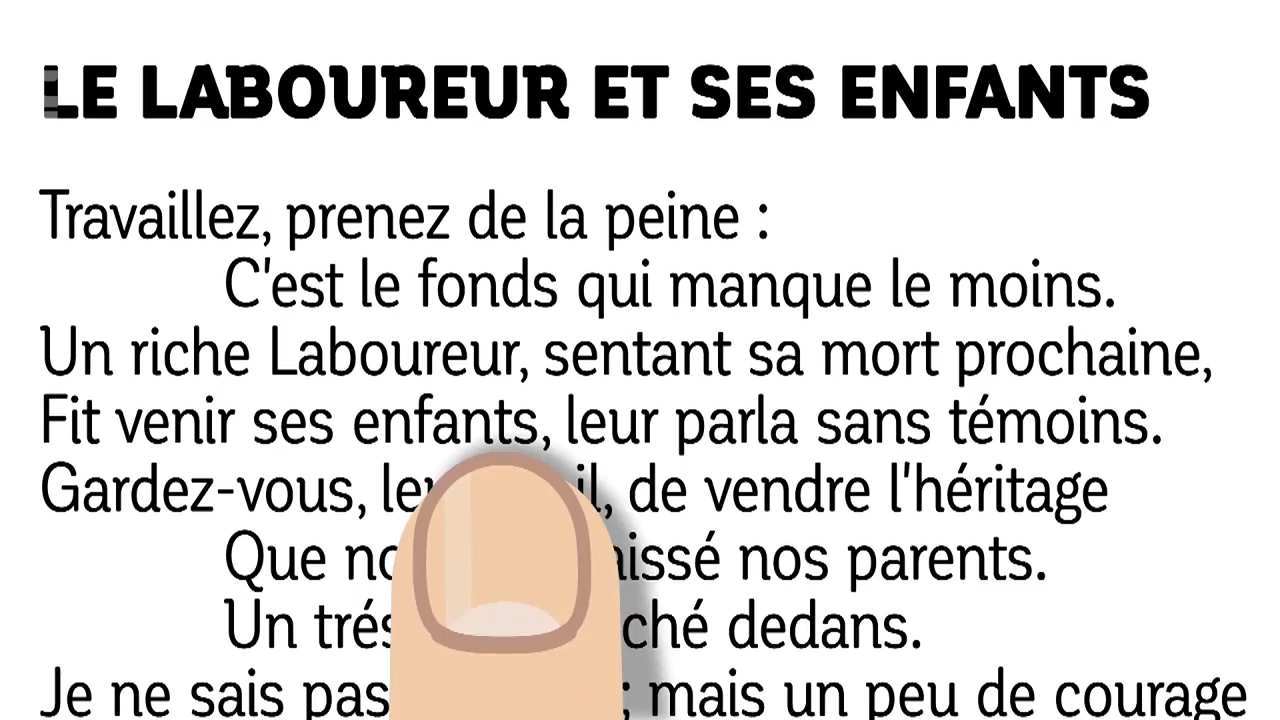 LE LABOUREUR ET SES ENFANTS
Travaillez, prenez de la peine :
C'est le fonds qui manque le moins.
Un riche Laboureur, sentant sa mort prochaine,
Fit venir ses enfants, leur parla sans témoins.
Gardez-vous, de vendre l'héritage
Que nos parents.
Un dedans.
Je ne sais pas ; mais un peu de courage